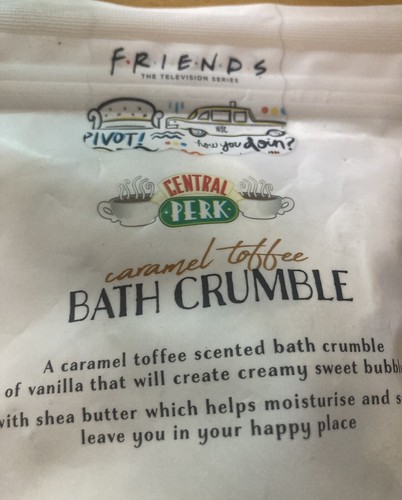 F·R·I·E·N·D·S
THE TELEVISION SERIES
PIVOT! NYC how you doin?
CENTRAL
PERK
caramel toffee
BATH CRUMBLE
A caramel toffee scented bath crumble
of vanilla that will create creamy sweet bubb
with shea butter which helps moisturise and s
leave you in your happy place